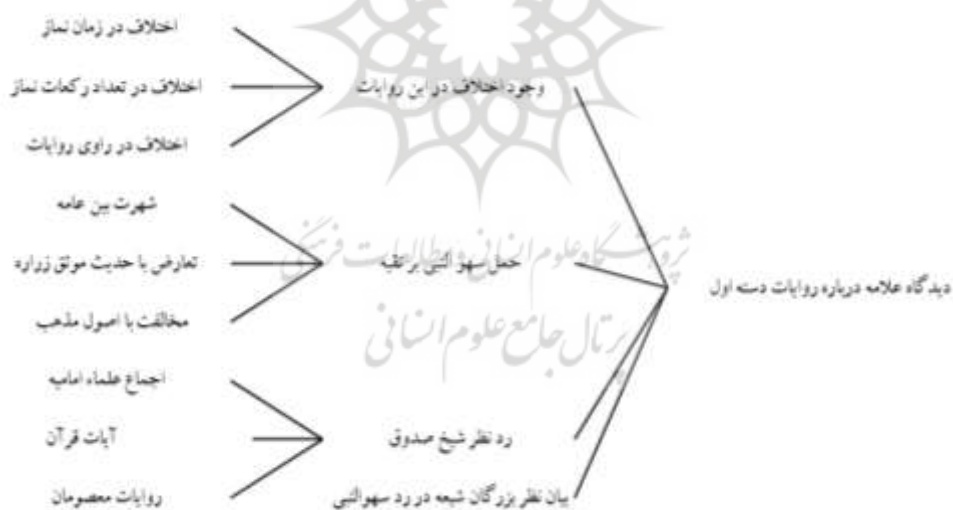 دیدگاه علامه درباره روایات دسته اول
وجود اختلاف در این روایات
اختلاف در زمان نماز
اختلاف در تعداد رکعات نماز
اختلاف در راوی روایات
حمل سهو النبی بر تقیه
شهرت بین عامه
تعارض با حدیث موثق زراره
مخالفت با اصول مذهب
رد نظر شیخ صدوق
اجماع علماء امامیه
آیات قرآن
روایات معصومان
بیان نظر بزرگان شیعه در رد سهوالنبی
پژوهشگاه علوم انسانی و مطالعات فرهنگی
پرتال جامع علوم انسانی